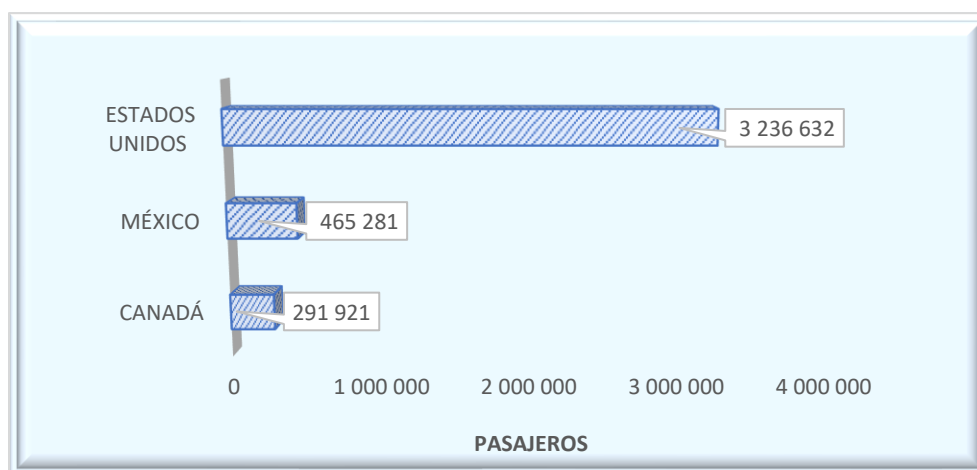 ESTADOS
UNIDOS
3 236 632
MÉXICO
465 281
CANADÁ
291 921
0 1 000 000 2 000 000 3 000 000 4 000 000
PASAJEROS